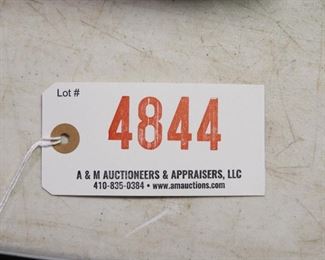 Lot #
4844
A & M AUCTIONEERS & APPRAISERS, LLC
410-835-0384 • www.amauctions.com